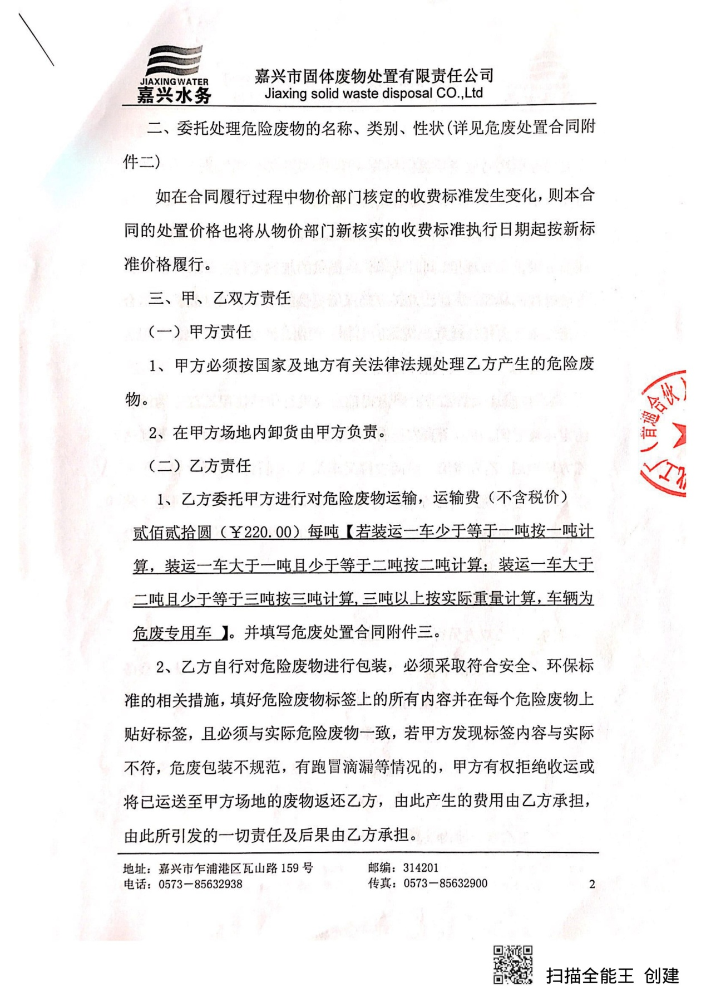 JIAXING WATER
嘉兴水务
嘉兴市固体废物处置有限责任公司
Jiaxing solid waste disposal CO.,Ltd
二、委托处理危险废物的名称、类别、性状(详见危废处置合同附
件二)
如在合同履行过程中物价部门核定的收费标准发生变化，则本合
同的处置价格也将从物价部门新核实的收费标准执行日期起按新标
准价格履行。
三、甲、乙双方责任
（一）甲方责任
1、甲方必须按国家及地方有关法律法规处理乙方产生的危险废
物。
2、在甲方场地内卸货由甲方负责。
（二）乙方责任
1、乙方委托甲方进行对危险废物运输，运输费（不含税价）
贰佰贰拾圆（￥220.00）每吨【若装运一车少于等于一吨按一吨计
算，装运一车大于一吨且少于等于二吨按二吨计算；装运一车大于
二吨且少于等于三吨按三吨计算,三吨以上按实际重量计算，车辆为
危废专用车 】。并填写危废处置合同附件三。
2、乙方自行对危险废物进行包装，必须采取符合安全、环保标
准的相关措施，填好危险废物标签上的所有内容并在每个危险废物上
贴好标签，且必须与实际危险废物一致，若甲方发现标签内容与实际
不符，危废包装不规范，有跑冒滴漏等情况的，甲方有权拒绝收运或
将已运送至甲方场地的废物返还乙方，由此产生的费用由乙方承担，
由此所引发的一切责任及后果由乙方承担。
化工厂（普通合伙）
地址：嘉兴市乍浦港区瓦山路 159 号 邮编：314201
电话：0573－85632938 传真：0573－85632900 2
扫描全能王 创建